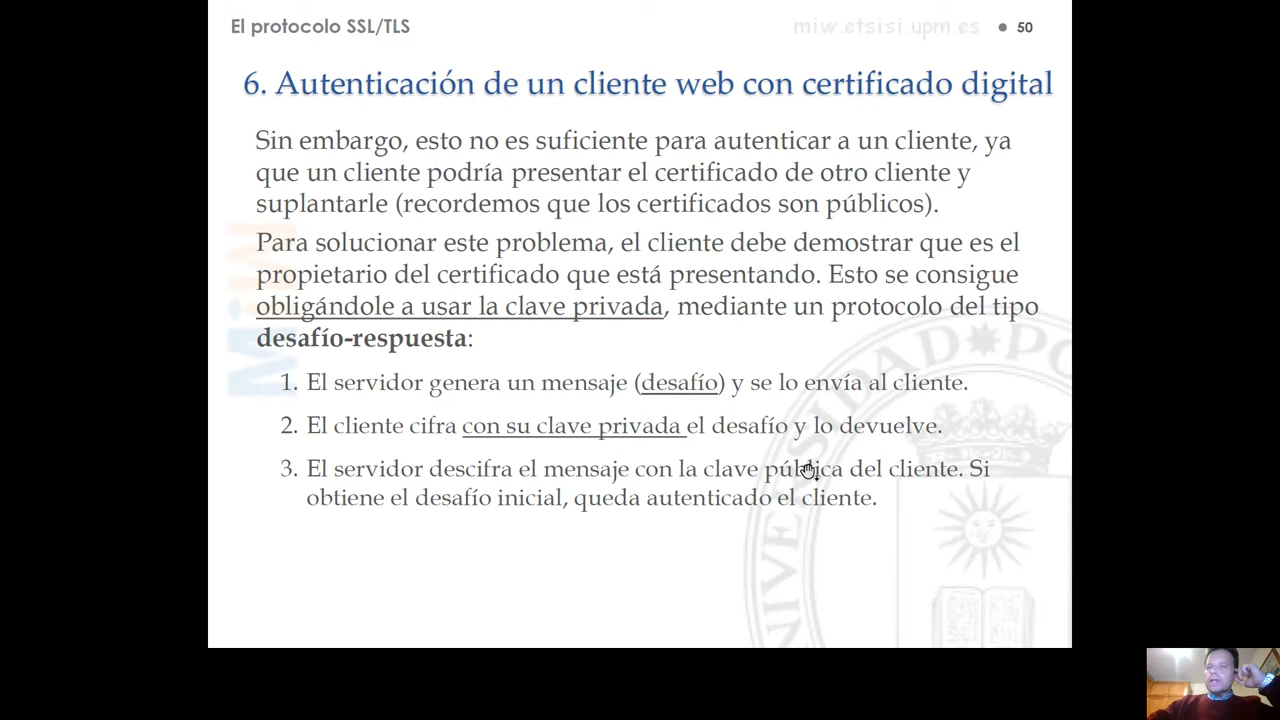 El protocolo SSL/TLS
miw.etsisi.upm.es
50
6. Autenticación de un cliente web con certificado digital
Sin embargo, esto no es suficiente para autenticar a un cliente, ya
que un cliente podría presentar el certificado de otro cliente y
suplantarle (recordemos que los certificados son públicos).
Para solucionar este problema, el cliente debe demostrar que es el
propietario del certificado que está presentando. Esto se consigue
obligándole a usar la clave privada, mediante un protocolo del tipo
desafío-respuesta:
1. El servidor genera un mensaje (desafío) y se lo envía al cliente.
2. El cliente cifra con su clave privada el desafío y lo devuelve.
3. El servidor descifra el mensaje con la clave pública del cliente. Si
obtiene el desafío inicial, queda autenticado el cliente.
MiW